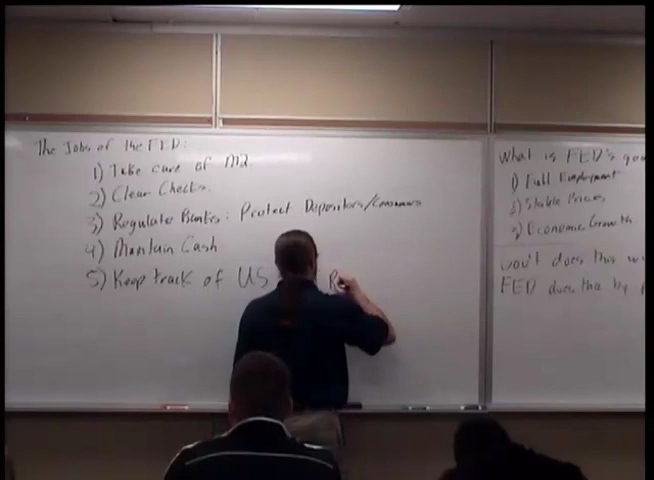 The Jobs of the FED:
1) Take care of M2
2) Clear Checks
3) Regulate Banks: Protect Depositors/Consumers
4) Maintain Cash
5) Keep track of US
What is FED's
1) Full Employment
3) Stable Prices
Economic Growth
does this
FED does this by